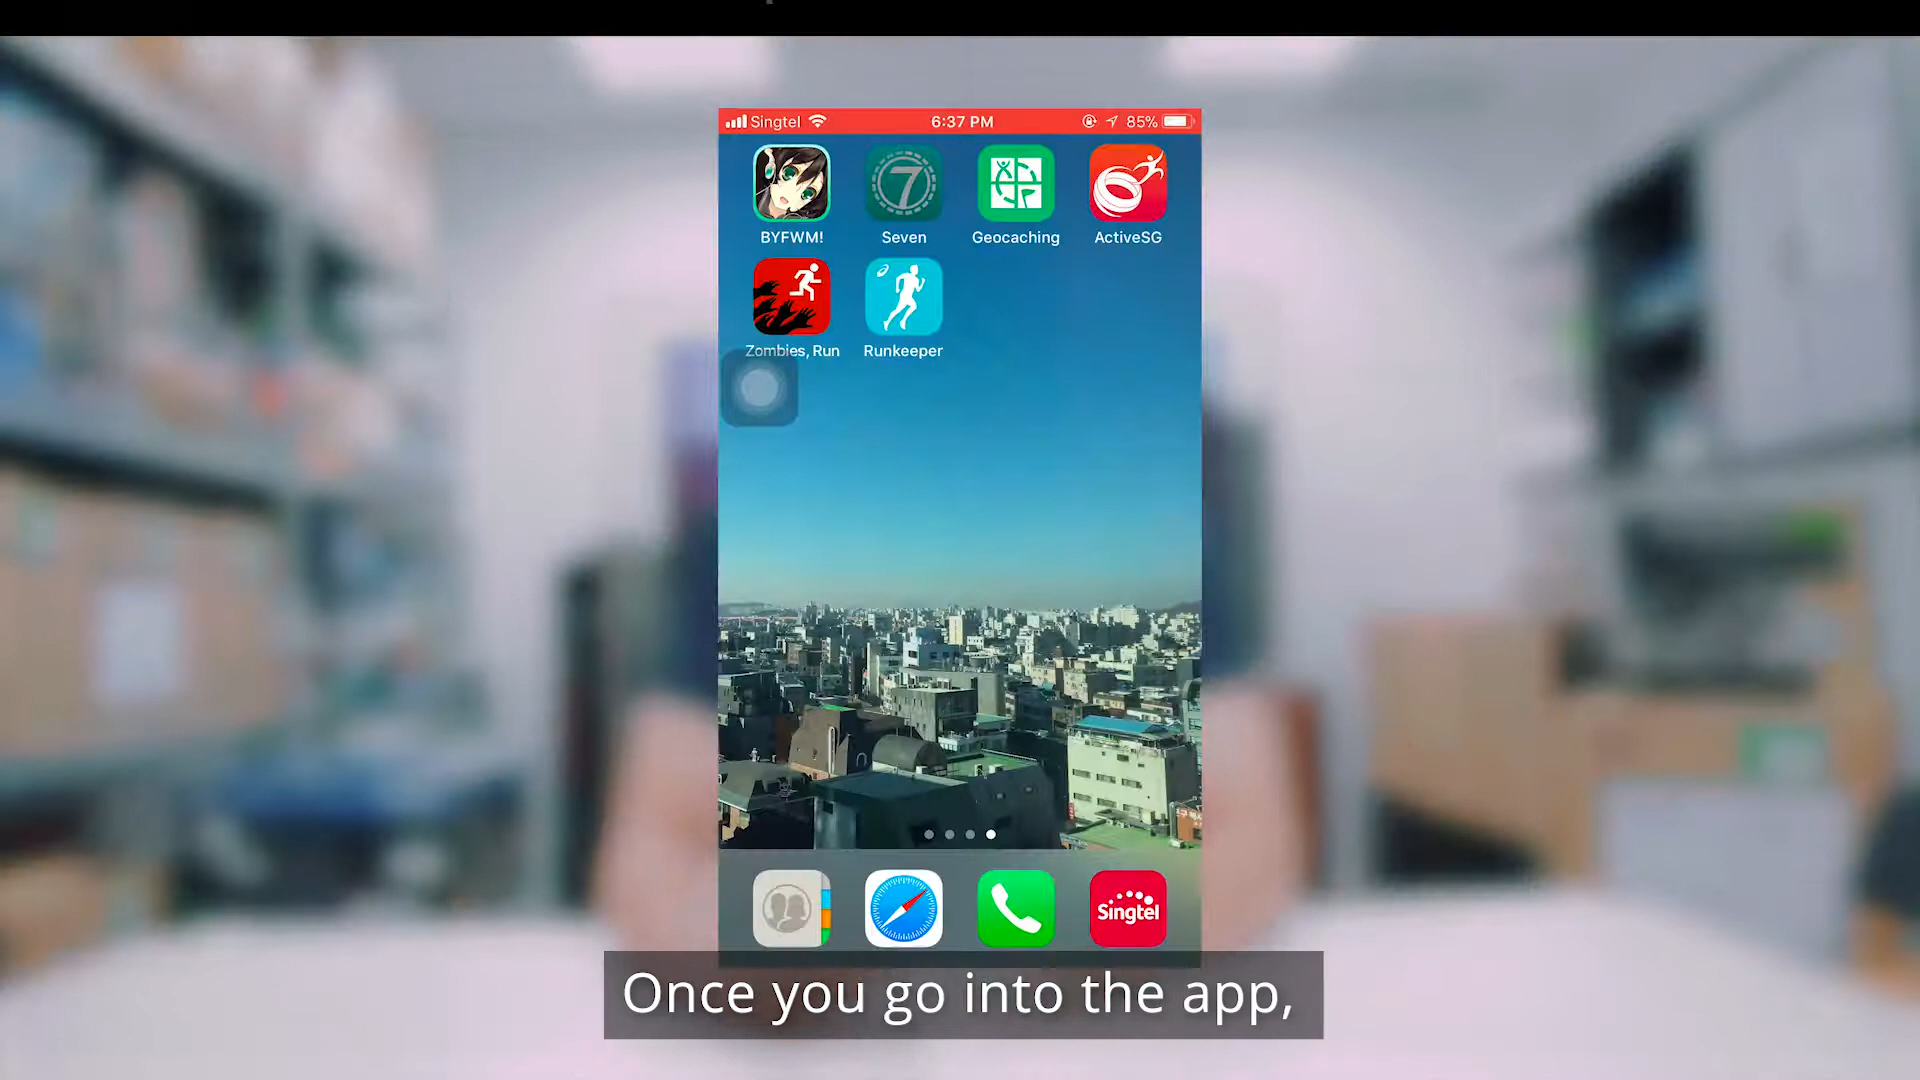 Singtel 6:37 PM 85%
7
BYFWM! Seven Geocaching ActiveSG
Zombies, Run Runkeeper
Singtel
Once you go into the app,